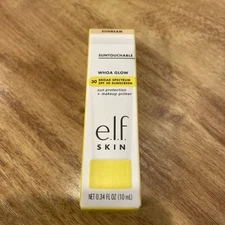 SUNBEAM
SUNTOUCHABLE
WHOA GLOW
30 BROAD SPECTRUM
SPF 30 SUNSCREEN
sun protection
+ makeup primer
e.l.f.
SKIN
NET 0.34 FL OZ (10 mL)